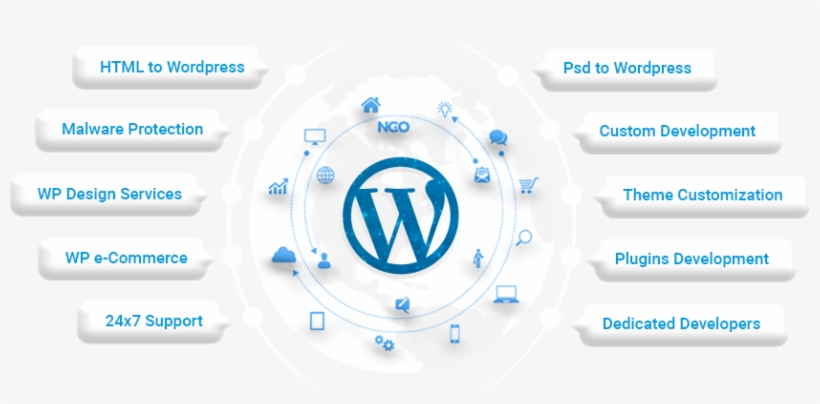 HTML to Wordpress
Malware Protection
WP Design Services
WP e-Commerce
24x7 Support
NGO
W
Psd to Wordpress
Custom Development
Theme Customization
Plugins Development
Dedicated Developers